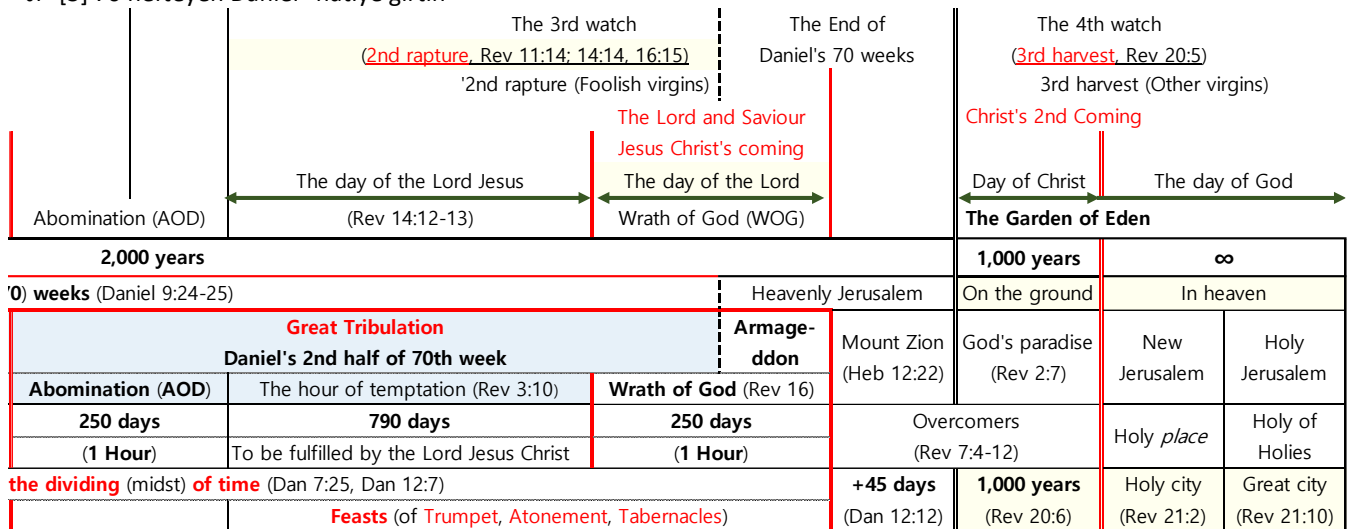 The 3rd watch
(2nd rapture, Rev 11:14; 14:14, 16:15)
'2nd rapture (Foolish virgins)
The End of
Daniel's 70 weeks
The 4th watch
(3rd harvest, Rev 20:5)
3rd harvest (Other virgins)
The Lord and Saviour
Jesus Christ's coming
Christ's 2nd Coming
The day of the Lord Jesus
The day of the Lord
Day of Christ
The day of God
Abomination (AOD)
(Rev 14:12-13)
Wrath of God (WOG)
The Garden of Eden
2,000 years
1,000 years
∞
0) weeks (Daniel 9:24-25)
Heavenly Jerusalem
On the ground
In heaven
Great Tribulation
Daniel's 2nd half of 70th week
Armage-
ddon
Mount Zion
(Heb 12:22)
God's paradise
(Rev 2:7)
New
Jerusalem
Holy
Jerusalem
Abomination (AOD)
The hour of temptation (Rev 3:10)
Wrath of God (Rev 16)
250 days
790 days
250 days
(1 Hour)
To be fulfilled by the Lord Jesus Christ
(1 Hour)
Overcomers
(Rev 7:4-12)
Holy place
Holy of
Holies
the dividing (midst) of time (Dan 7:25, Dan 12:7)
+45 days
(Dan 12:12)
1,000 years
(Rev 20:6)
Holy city
(Rev 21:2)
Great city
(Rev 21:10)
Feasts (of Trumpet, Atonement, Tabernacles)